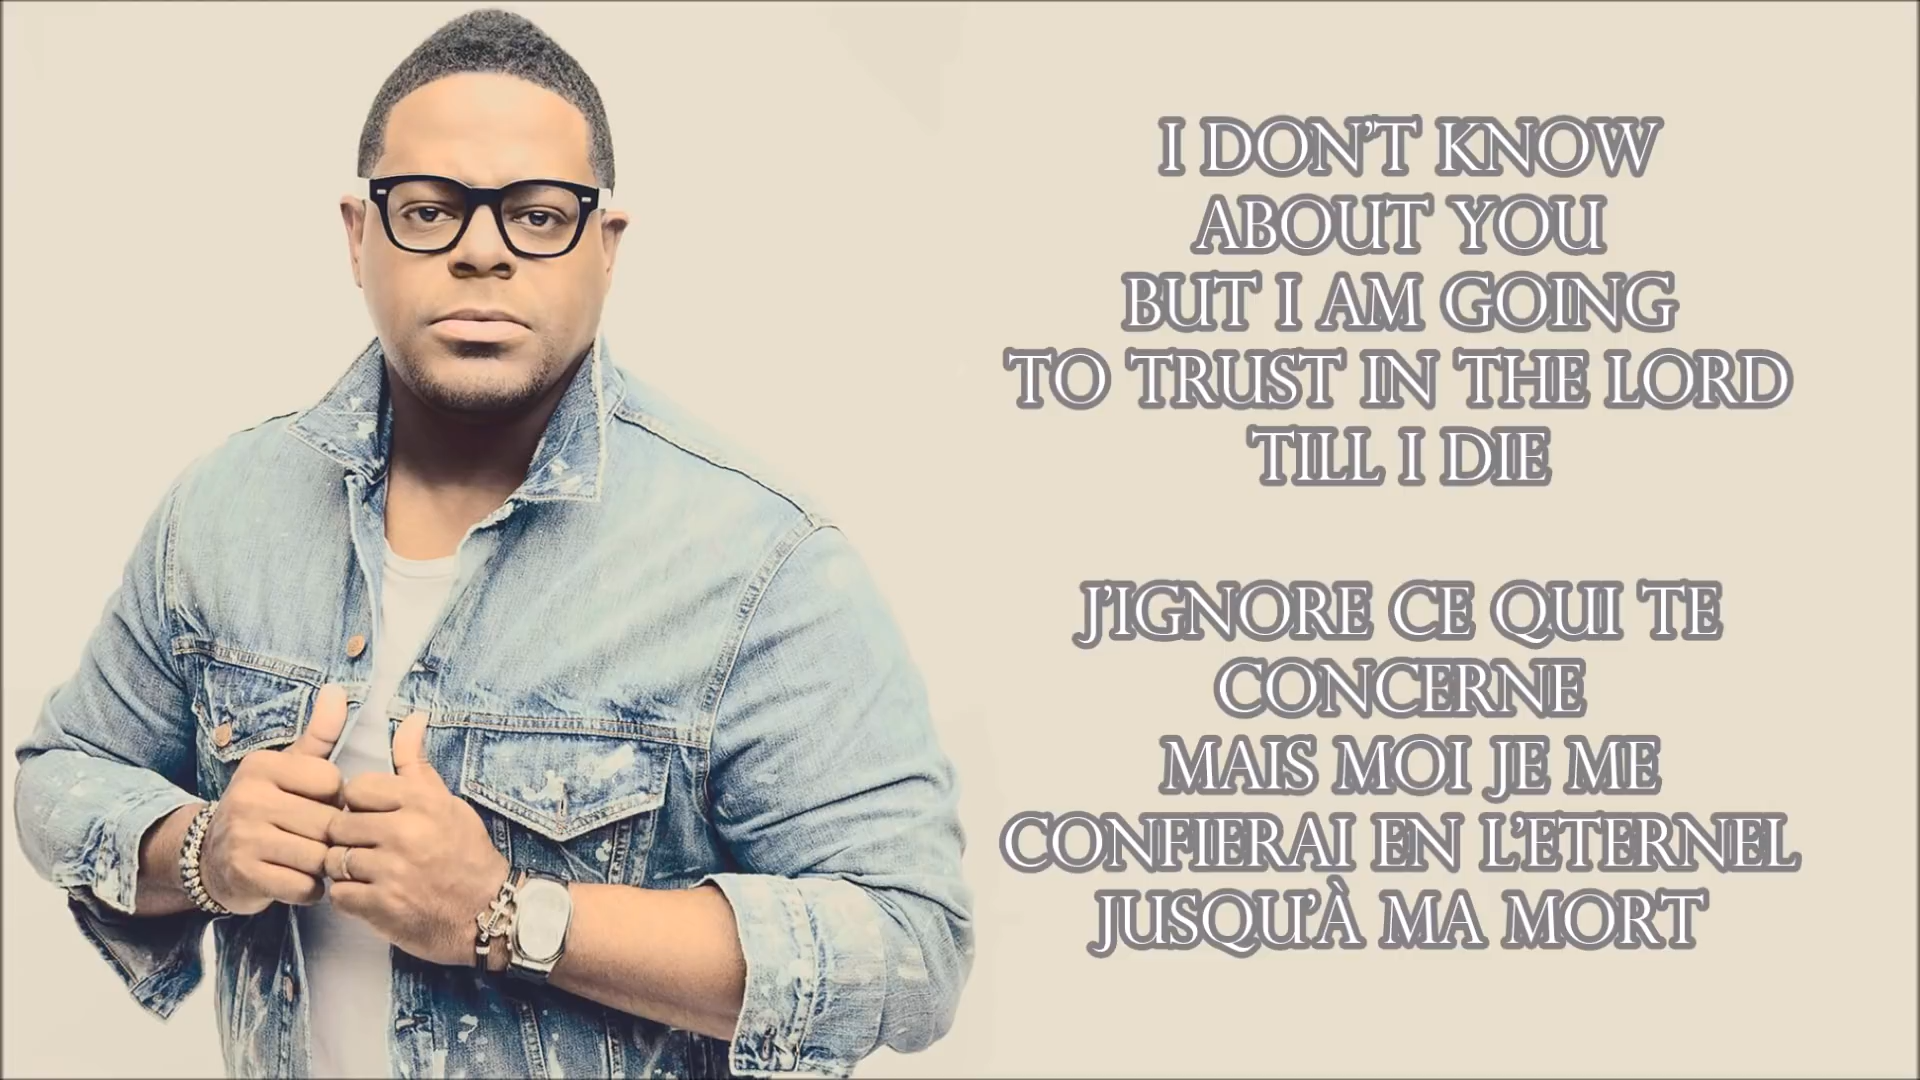 I DON'T KNOW
ABOUT YOU
BUT I AM GOING
TO TRUST IN THE LORD
TILL I DIE
J'IGNORE CE QUI TE
CONCERNE
MAIS MOI JE ME
CONFIERAI EN L'ETERNEL
JUSQU'À MA MORT